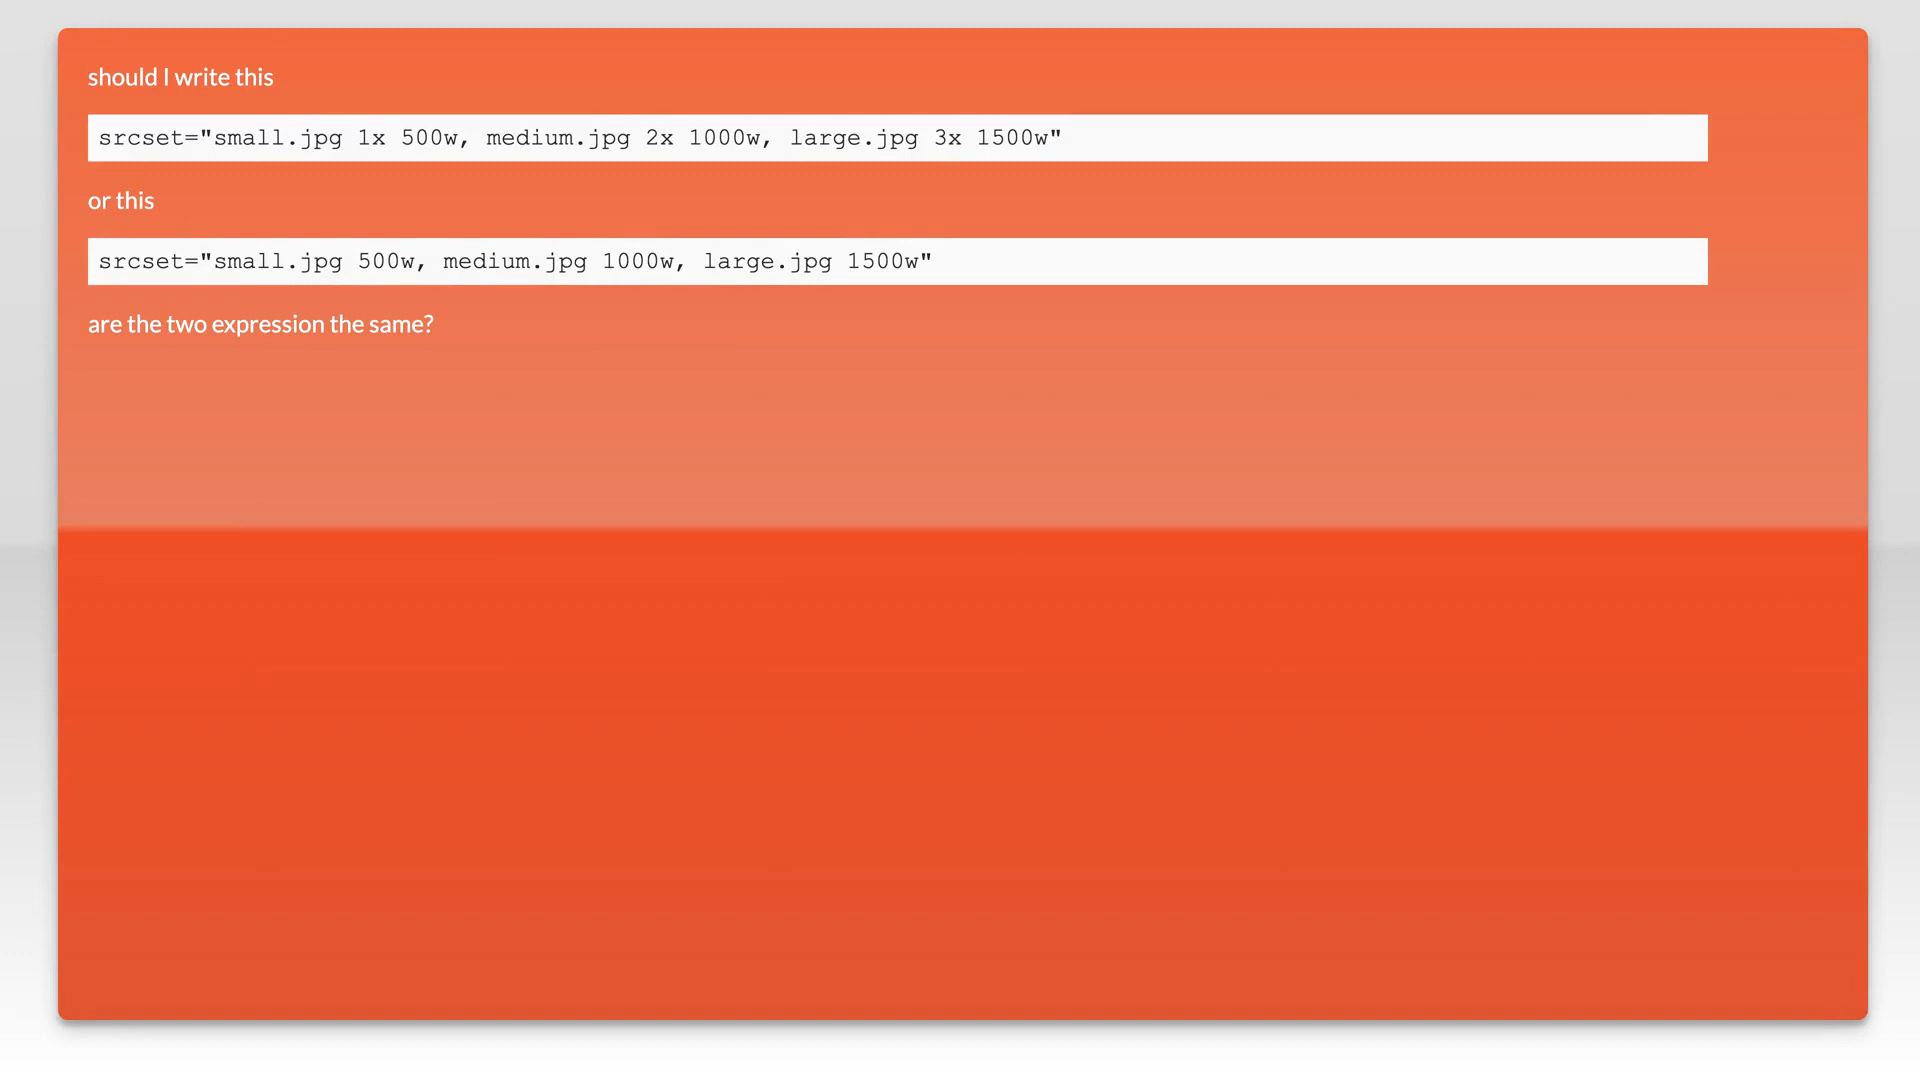 should I write this
srcset="small.jpg 1x 500w, medium.jpg 2x 1000w, large.jpg 3x 1500w"
or this
srcset="small.jpg 500w, medium.jpg 1000w, large.jpg 1500w"
are the two expression the same?